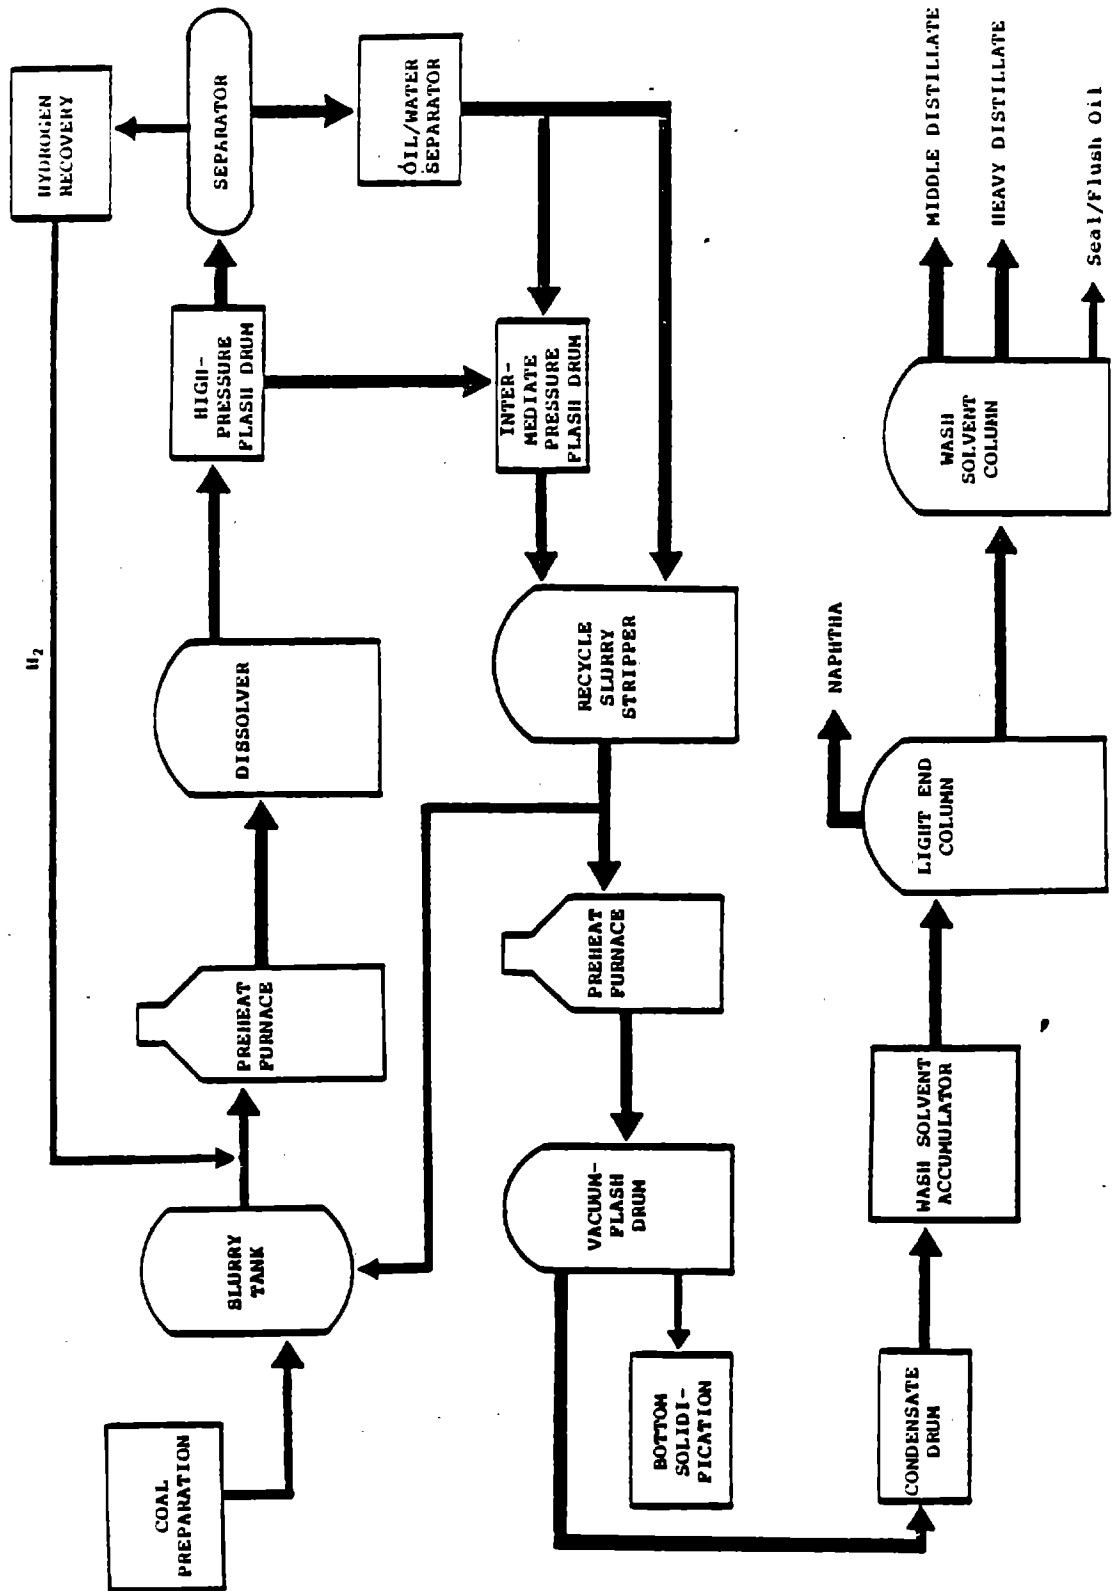 COAL
PREPARATION
SLURRY
TANK
PREHEAT
FURNACE
DISSOLVER
HIGH-
PRESSURE
FLASH DRUM
SEPARATOR
HYDROGEN
RECOVERY
H2
OIL/WATER
SEPARATOR
INTER-
MEDIATE
PRESSURE
FLASH DRUM
RECYCLE
SLURRY
STRIPPER
PREHEAT
FURNACE
VACUUM-
FLASH
DRUM
BOTTOM
SOLIDI-
FICATION
CONDENSATE
DRUM
WASH SOLVENT
ACCUMULATOR
LIGHT END
COLUMN
NAPHTHA
WASH
SOLVENT
COLUMN
MIDDLE DISTILLATE
HEAVY DISTILLATE
Seal/Flush Oil